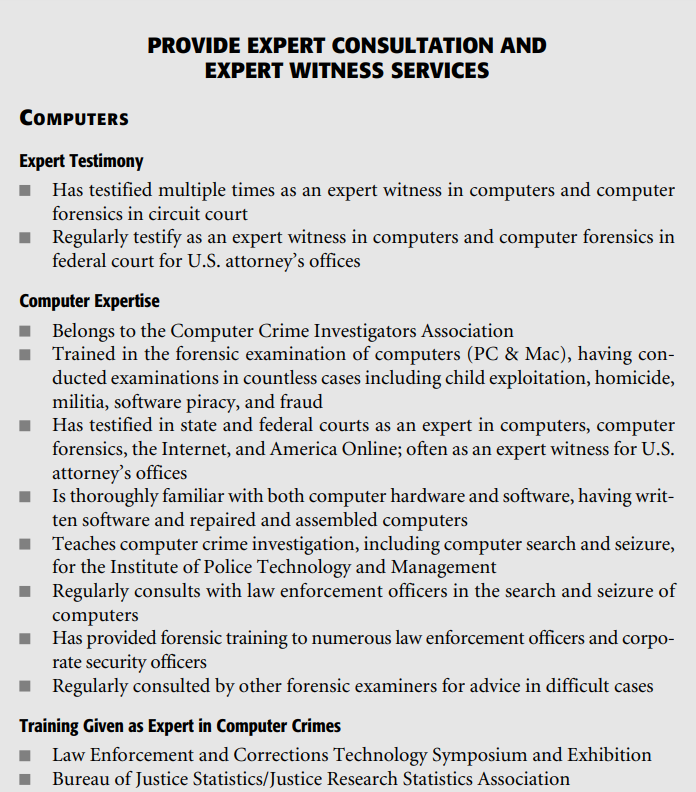 PROVIDE EXPERT CONSULTATION AND
EXPERT WITNESS SERVICES
COMPUTERS
Expert Testimony
■ Has testified multiple times as an expert witness in computers and computer
forensics in circuit court
■ Regularly testify as an expert witness in computers and computer forensics in
federal court for U.S. attorney’s offices
Computer Expertise
■ Belongs to the Computer Crime Investigators Association
■ Trained in the forensic examination of computers (PC & Mac), having con-
ducted examinations in countless cases including child exploitation, homicide,
militia, software piracy, and fraud
■ Has testified in state and federal courts as an expert in computers, computer
forensics, the Internet, and America Online; often as an expert witness for U.S.
attorney’s offices
■ Is thoroughly familiar with both computer hardware and software, having writ-
ten software and repaired and assembled computers
■ Teaches computer crime investigation, including computer search and seizure,
for the Institute of Police Technology and Management
■ Regularly consults with law enforcement officers in the search and seizure of
computers
■ Has provided forensic training to numerous law enforcement officers and corpo-
rate security officers
■ Regularly consulted by other forensic examiners for advice in difficult cases
Training Given as Expert in Computer Crimes
■ Law Enforcement and Corrections Technology Symposium and Exhibition
■ Bureau of Justice Statistics/Justice Research Statistics Association